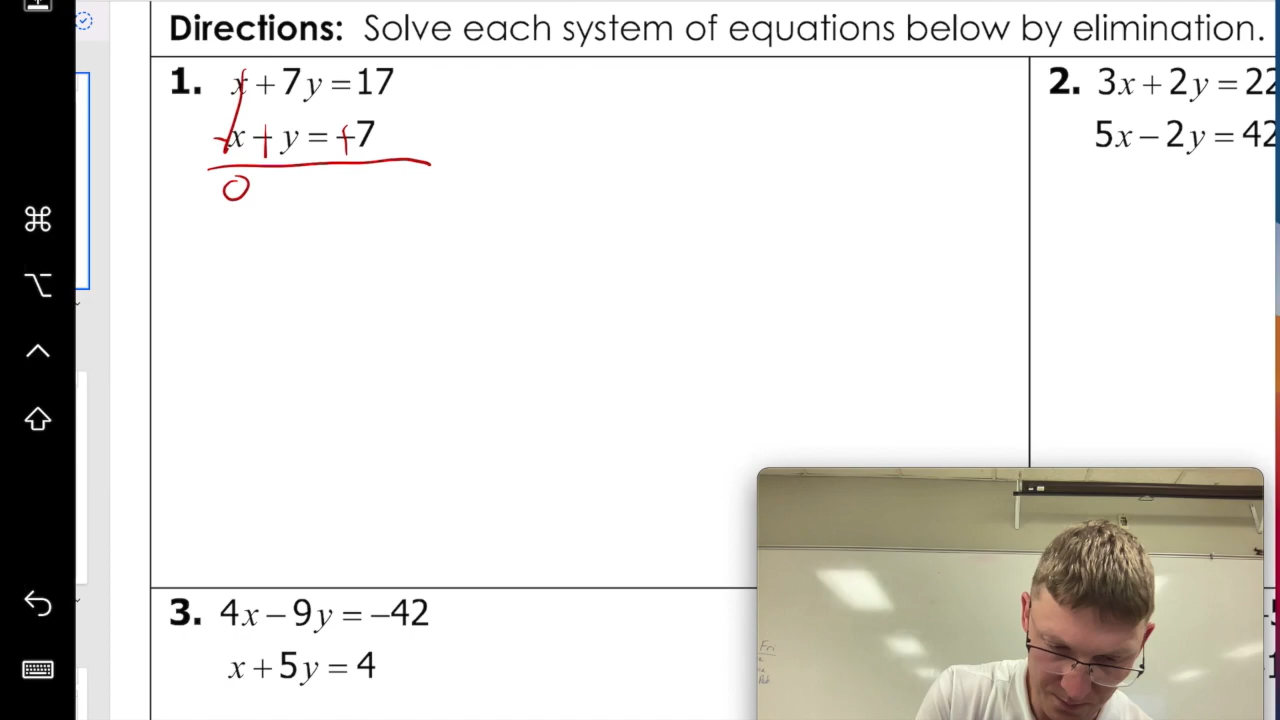 Directions: Solve each system of equations below by elimination.
1. x + 7y = 17
-x + y = +7
0
2. 3x + 2y = 22
5x − 2y = 42
3. 4x − 9y = −42
x + 5y = 4
Fri